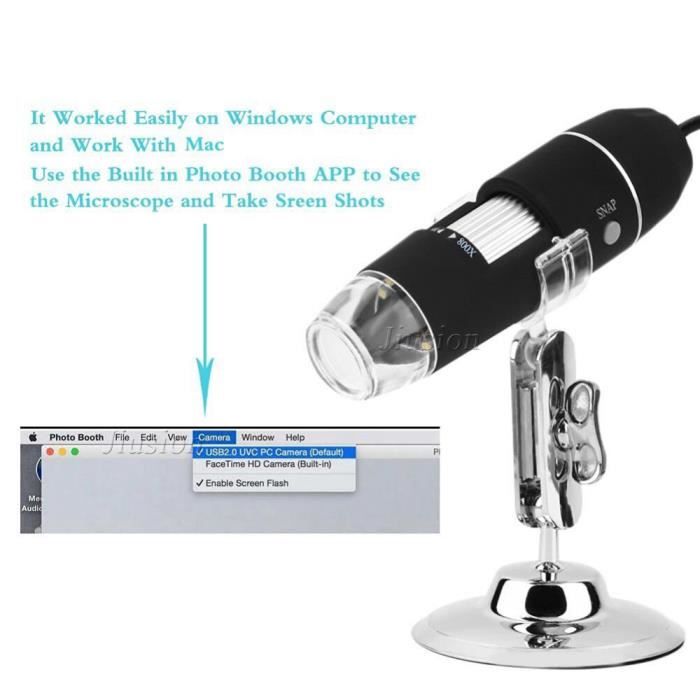 It Worked Easily on Windows Computer
and Work With Mac
Use the Built in Photo Booth APP to See
the Microscope and Take Sreen Shots
SNAP
800X
Jiusion
Photo Booth File Edit View Camera Window Help
Jiusion
✓ USB2.0 UVC PC Camera (Default)
FaceTime HD Camera (Built-in)
✓ Enable Screen Flash